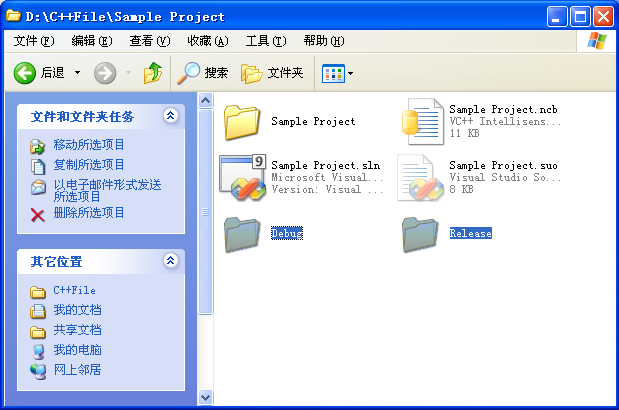 D:\C++File\Sample Project
文件(F) 编辑(E) 查看(V) 收藏(A) 工具(T) 帮助(H)
后退 搜索 文件夹
文件和文件夹任务
移动所选项目
复制所选项目
以电子邮件形式发送
所选项目
删除所选项目
其它位置
C++File
我的文档
共享文档
我的电脑
网上邻居
Sample Project
Sample Project.ncb
VC++ Intellisens...
11 KB
Sample Project.sln
Microsoft Visual...
Version: Visual ...
9
Sample Project.suo
Visual Studio So...
8 KB
Debug
Release